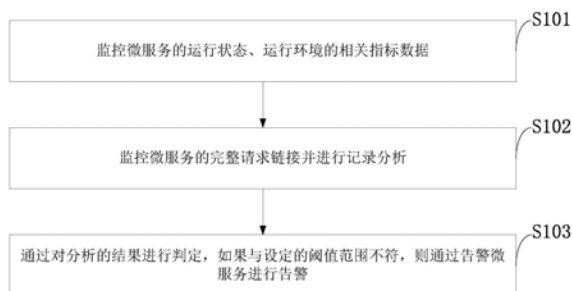 S101
监控微服务的运行状态、运行环境的相关指标数据
S102
监控微服务的完整请求链接并进行记录分析
S103
通过对分析的结果进行判定，如果与设定的阈值范围不符，则通过告警微
服务进行告警